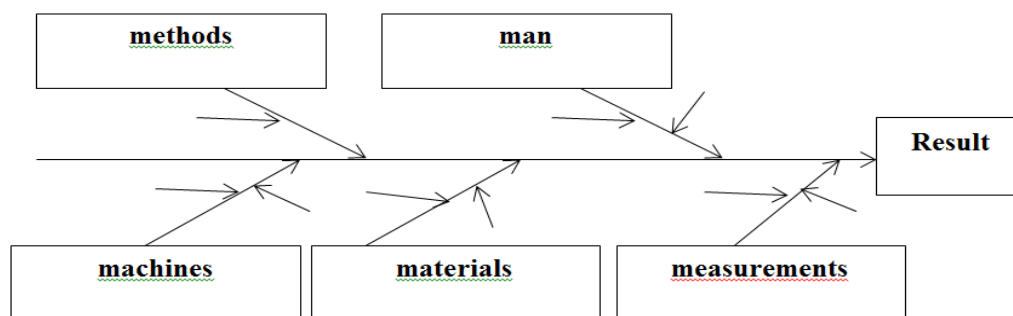 methods
man
Result
machines
materials
measurements